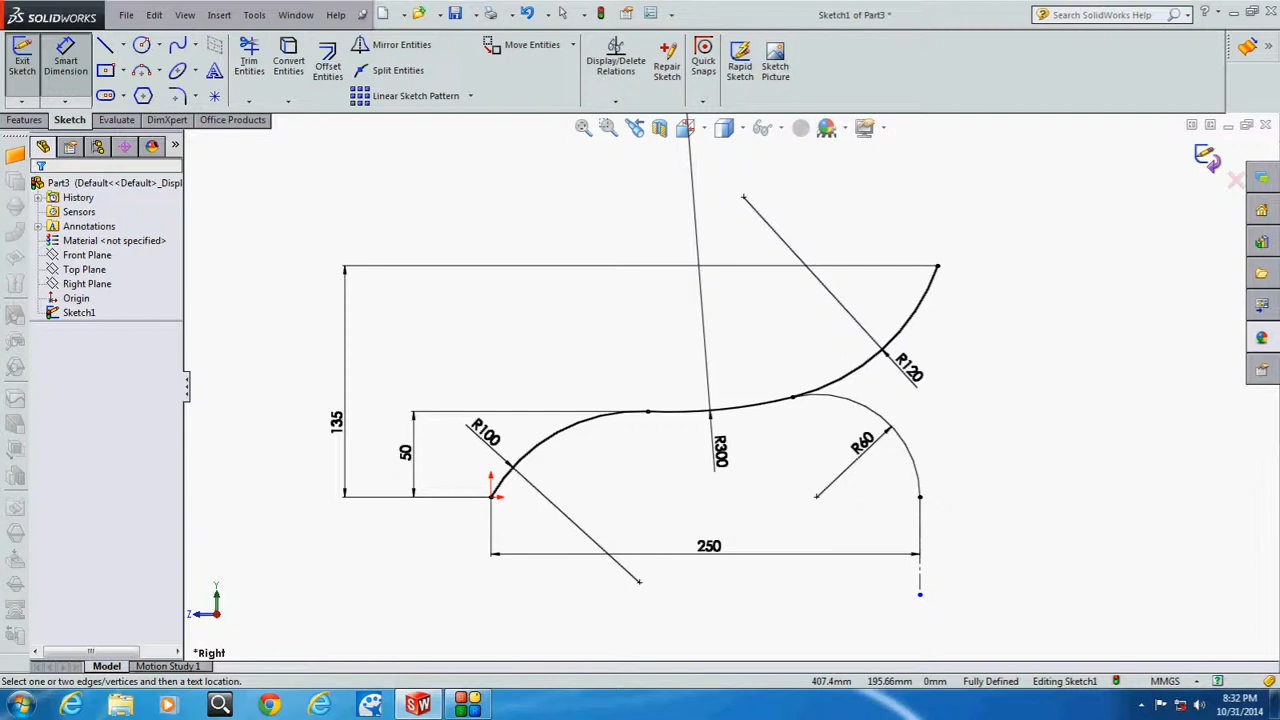 SOLIDWORKS
File Edit View Insert Tools Window Help
Sketch1 of Part3 *
Search SolidWorks Help
Exit Sketch
Smart Dimension
Trim Entities
Convert Entities
Offset Entities
Mirror Entities
Split Entities
Linear Sketch Pattern
Move Entities
Display/Delete Relations
Repair Sketch
Quick Snaps
Rapid Sketch
Sketch Picture
Features Sketch Evaluate DimXpert Office Products
Part3 (Default<<Default>_Displ
History
Sensors
Annotations
Material <not specified>
Front Plane
Top Plane
Right Plane
Origin
Sketch1
135
50
R100
R300
R120
R60
250
Y
Z
*Right
Model Motion Study 1
Select one or two edges/vertices and then a text location.
407.4mm 195.66mm 0mm Fully Defined Editing Sketch1 MMGS
8:32 PM
10/31/2014